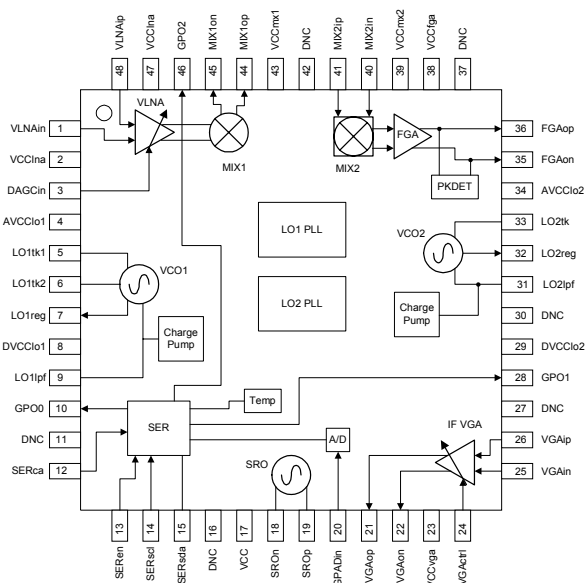 VLNAip
VCClna
GPO2
MIX1on
MIX1op
VCCmx1
DNC
MIX2ip
MIX2in
VCCmx2
VCCfga
DNC
48
47
46
45
44
43
42
41
40
39
38
37
VLNAin 1
VCClna 2
DAGCin 3
AVCClo1 4
LO1tk1 5
LO1tk2 6
LO1reg 7
DVCClo1 8
LO1lpf 9
GPO0 10
DNC 11
SERca 12
VLNA
MIX1
MIX2
FGA
PKDET
LO1 PLL
LO2 PLL
VCO1
VCO2
Charge
Pump
Charge
Pump
Temp
SER
A/D
SRO
IF VGA
36 FGAop
35 FGAon
34 AVCClo2
33 LO2tk
32 LO2reg
31 LO2lpf
30 DNC
29 DVCClo2
28 GPO1
27 DNC
26 VGAip
25 VGAin
13
14
15
16
17
18
19
20
21
22
23
24
SERen
SERscl
SERsda
DNC
VCC
SROn
SROp
GPADin
VGAop
VGAon
VCCvga
VGActrl